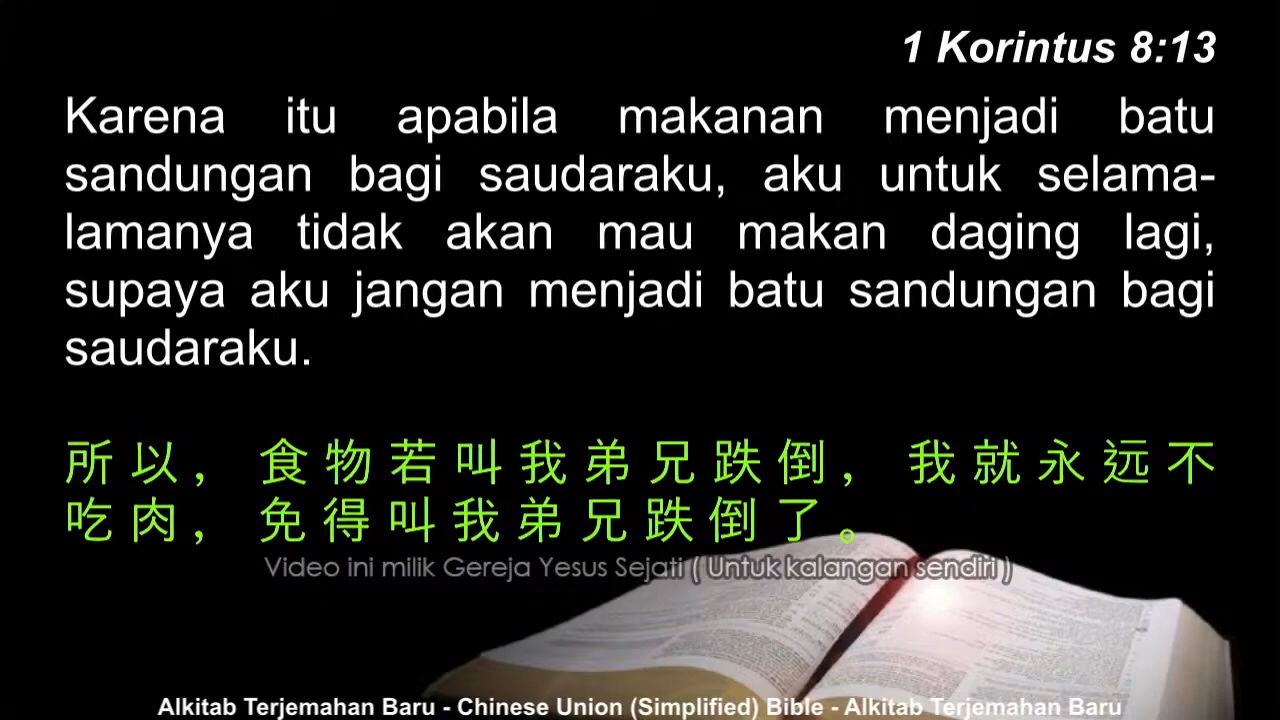 1 Korintus 8:13
Karena itu apabila makanan menjadi batu
sandungan bagi saudaraku, aku untuk selama-
lamanya tidak akan mau makan daging lagi,
supaya aku jangan menjadi batu sandungan bagi
saudaraku.
所以，食物若叫我弟兄跌倒，我就永远不
吃肉，免得叫我弟兄跌倒了。
Video ini milik Gereja Yesus Sejati ( Untuk kalangan sendiri )
Alkitab Terjemahan Baru - Chinese Union (Simplified) Bible - Alkitab Terjemahan Baru